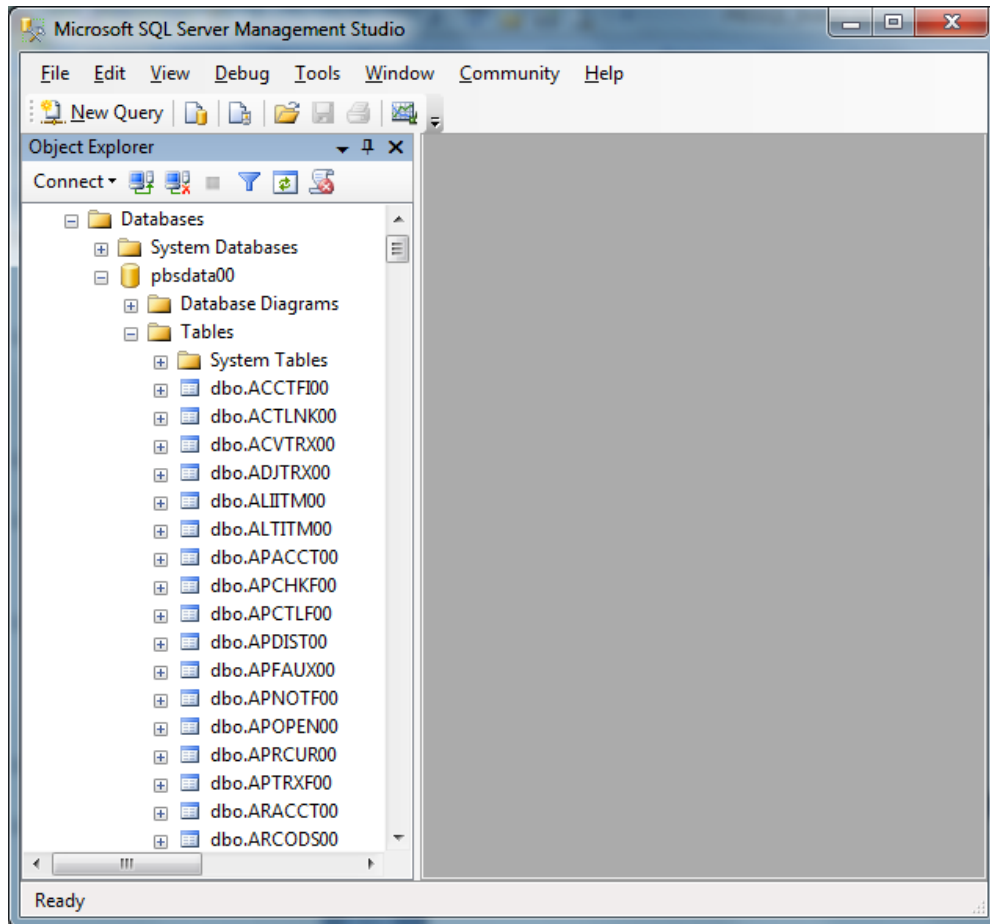 Microsoft SQL Server Management Studio
File Edit View Debug Tools Window Community Help
New Query
Object Explorer
Connect
Databases
System Databases
pbsdata00
Database Diagrams
Tables
System Tables
dbo.ACCTFI00
dbo.ACTLNK00
dbo.ACVTRX00
dbo.ADJTRX00
dbo.ALIITM00
dbo.ALTITM00
dbo.APACCT00
dbo.APCHKF00
dbo.APCTLF00
dbo.APDIST00
dbo.APFAUX00
dbo.APNOTF00
dbo.APOPEN00
dbo.APRCUR00
dbo.APTRXF00
dbo.ARACCT00
dbo.ARCODS00
Ready